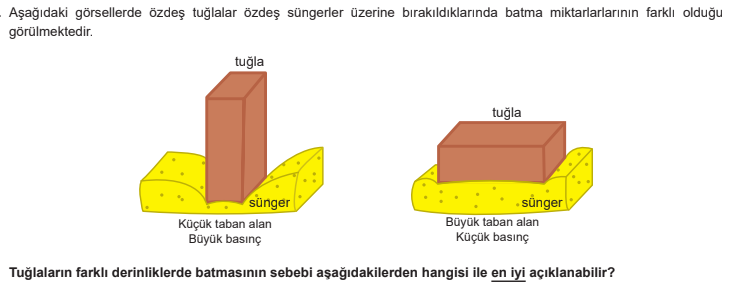 . Aşağıdaki görsellerde özdeş tuğlalar özdeş süngerler üzerine bırakıldıklarında batma miktarlarlarının farklı olduğu
görülmektedir.
tuğla
sünger
Küçük taban alan
Büyük basınç
tuğla
sünger
Büyük taban alan
Küçük basınç
Tuğlaların farklı derinliklerde batmasının sebebi aşağıdakilerden hangisi ile en iyi açıklanabilir?